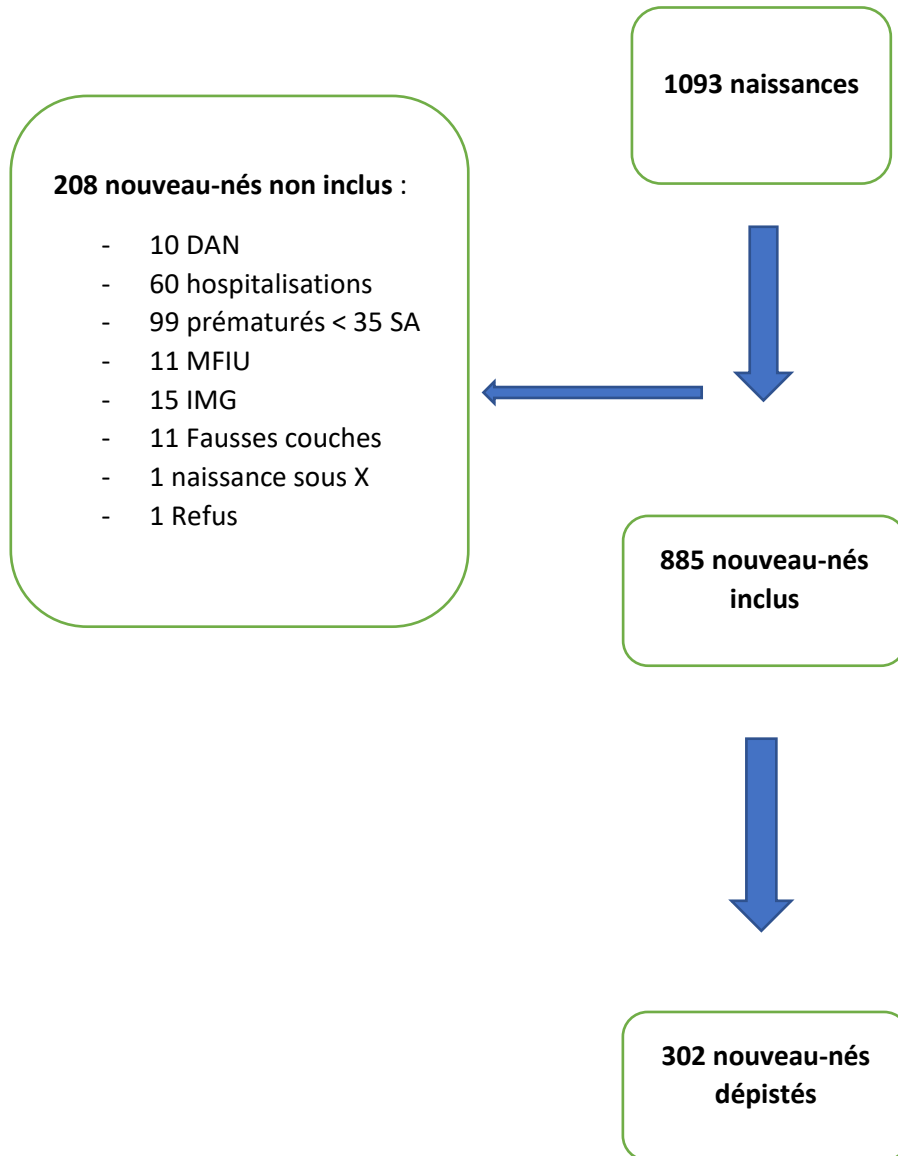 1093 naissances
208 nouveau-nés non inclus :
- 10 DAN
- 60 hospitalisations
- 99 prématurés < 35 SA
- 11 MFIU
- 15 IMG
- 11 Fausses couches
- 1 naissance sous X
- 1 Refus
885 nouveau-nés
inclus
302 nouveau-nés
dépistés